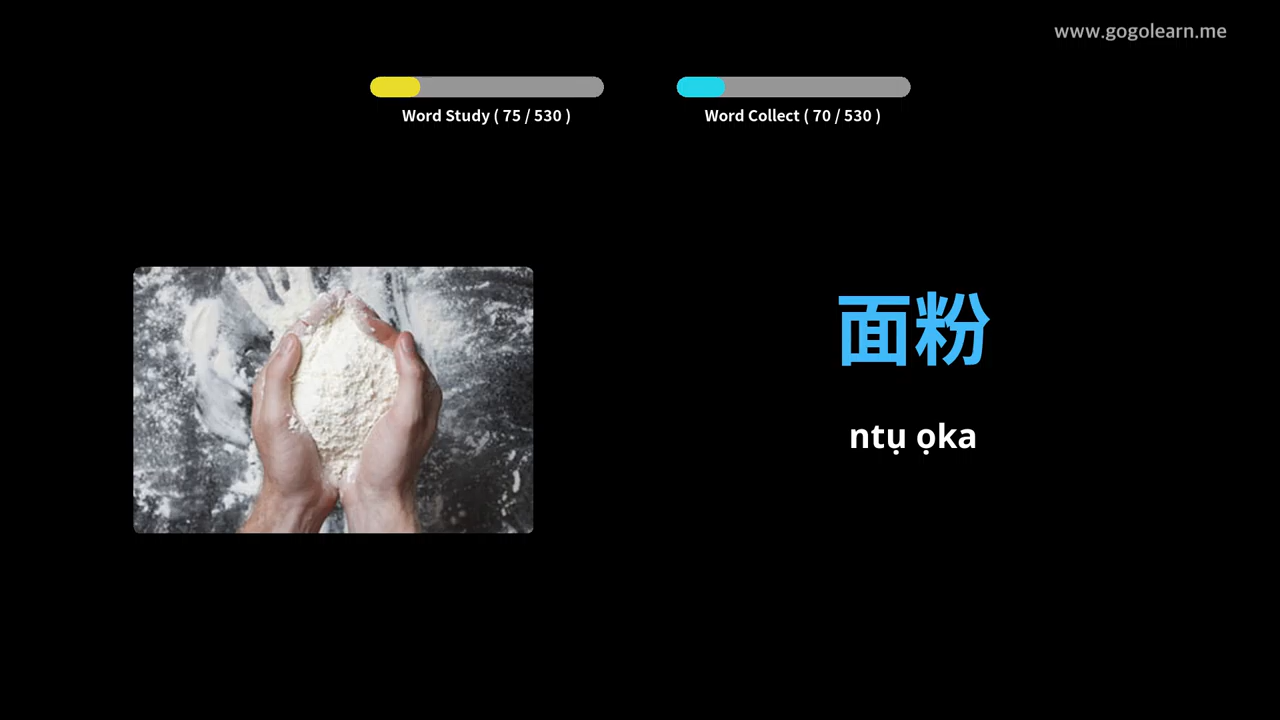 www.gogolearn.me
Word Study ( 75 / 530 )
Word Collect ( 70 / 530 )
面粉
ntụ ọka